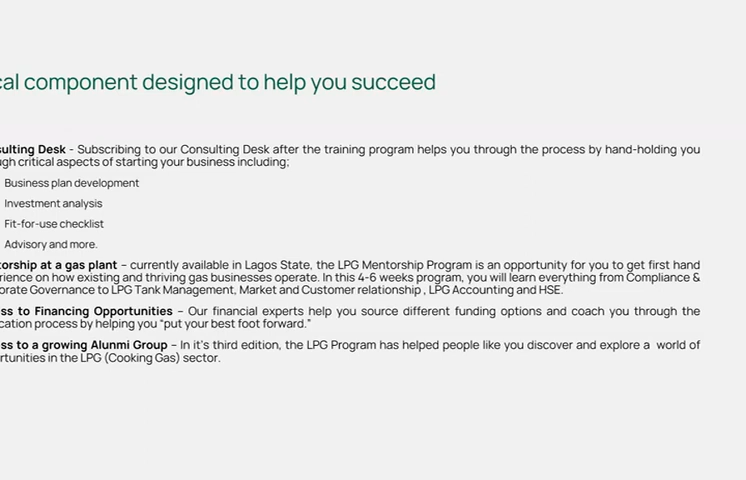 cal component designed to help you succeed
sulting Desk - Subscribing to our Consulting Desk after the training program helps you through the process by hand-holding you
ugh critical aspects of starting your business including;
Business plan development
Investment analysis
Fit-for-use checklist
Advisory and more.
torship at a gas plant – currently available in Lagos State, the LPG Mentorship Program is an opportunity for you to get first hand
rience on how existing and thriving gas businesses operate. In this 4-6 weeks program, you will learn everything from Compliance &
orate Governance to LPG Tank Management, Market and Customer relationship , LPG Accounting and HSE.
ss to Financing Opportunities – Our financial experts help you source different funding options and coach you through the
cation process by helping you “put your best foot forward.”
ss to a growing Alunmi Group – In it’s third edition, the LPG Program has helped people like you discover and explore a world of
rtunities in the LPG (Cooking Gas) sector.